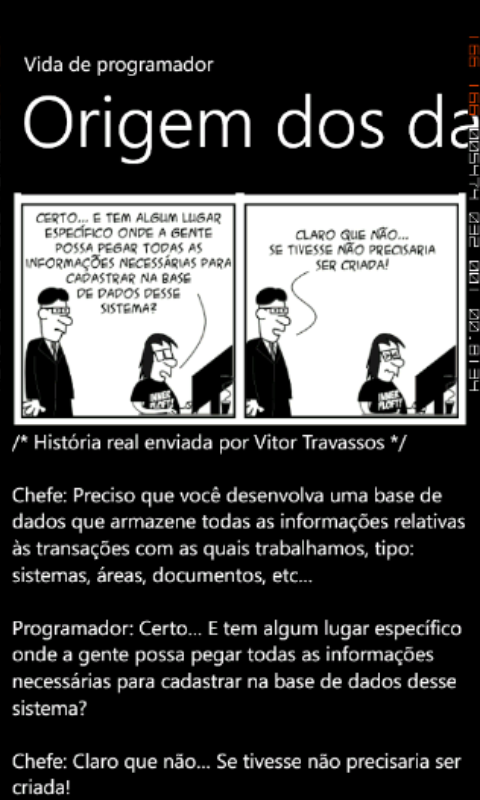 Vida de programador
Origem dos da
CERTO... E TEM ALGUM LUGAR
ESPECÍFICO ONDE A GENTE
POSSA PEGAR TODAS AS
INFORMAÇÕES NECESSÁRIAS PARA
CADASTRAR NA BASE
DE DADOS DESSE
SISTEMA?
INNER
PLOFT!
CLARO QUE NÃO...
SE TIVESSE NÃO PRECISARIA
SER CRIADA!
INNER
PLOFT!
/* História real enviada por Vitor Travassos */
Chefe: Preciso que você desenvolva uma base de
dados que armazene todas as informações relativas
às transações com as quais trabalhamos, tipo:
sistemas, áreas, documentos, etc...
Programador: Certo... E tem algum lugar específico
onde a gente possa pegar todas as informações
necessárias para cadastrar na base de dados desse
sistema?
Chefe: Claro que não... Se tivesse não precisaria ser
criada!